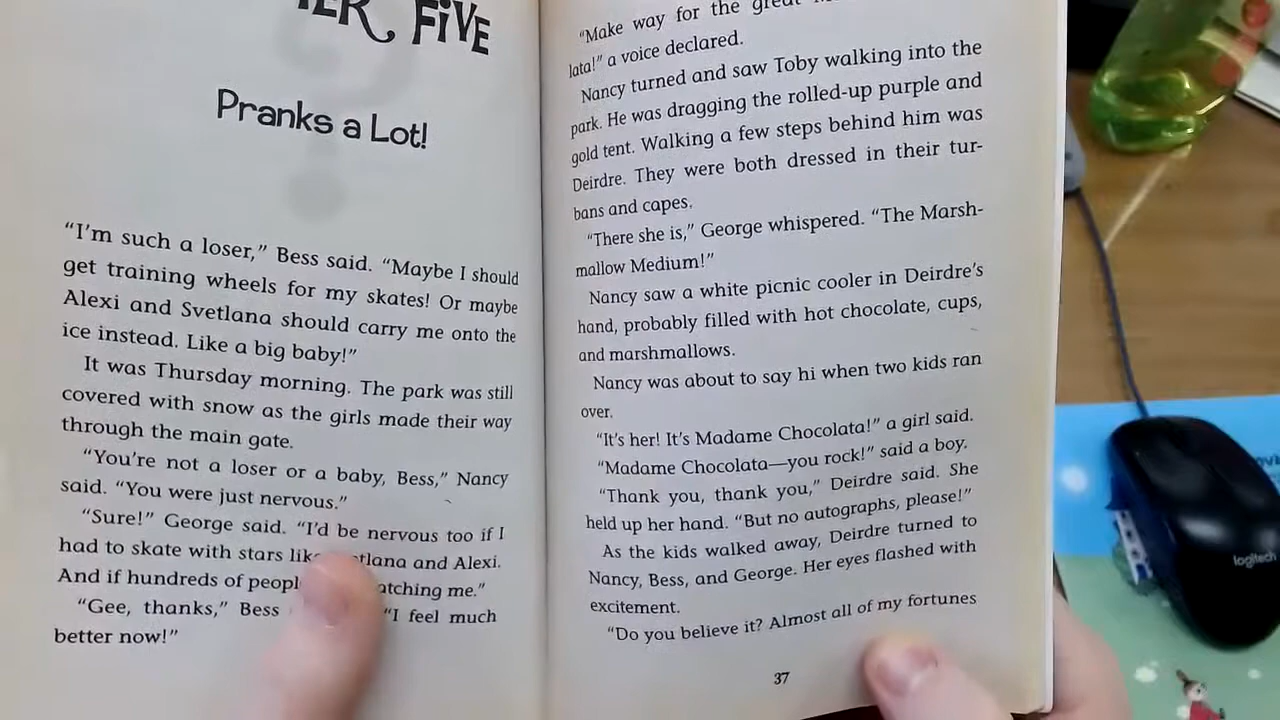 FiVE
Pranks a Lot!
“I’m such a loser,” Bess said. “Maybe I should
get training wheels for my skates! Or maybe
Alexi and Svetlana should carry me onto the
ice instead. Like a big baby!”
It was Thursday morning. The park was still
covered with snow as the girls made their way
through the main gate.
“You’re not a loser or a baby, Bess,” Nancy
said. “You were just nervous.”
“Sure!” George said. “I’d be nervous too if I
had to skate with stars and Alexi.
And if hundreds of me.”
“Gee, thanks,” Bess “I feel much
better now!”
“Make way for the great
lata!” a voice declared.
Nancy turned and saw Toby walking into the
park. He was dragging the rolled-up purple and
gold tent. Walking a few steps behind him was
Deirdre. They were both dressed in their tur-
bans and capes.
“There she is,” George whispered. “The Marsh-
mallow Medium!”
Nancy saw a white picnic cooler in Deirdre’s
hand, probably filled with hot chocolate, cups,
and marshmallows.
Nancy was about to say hi when two kids ran
over.
“It’s her! It’s Madame Chocolata!” a girl said.
“Madame Chocolata—you rock!” said a boy.
“Thank you, thank you,” Deirdre said. She
held up her hand. “But no autographs, please!”
As the kids walked away, Deirdre turned to
Nancy, Bess, and George. Her eyes flashed with
excitement.
“Do you believe it? Almost all of my fortunes
37
logitech